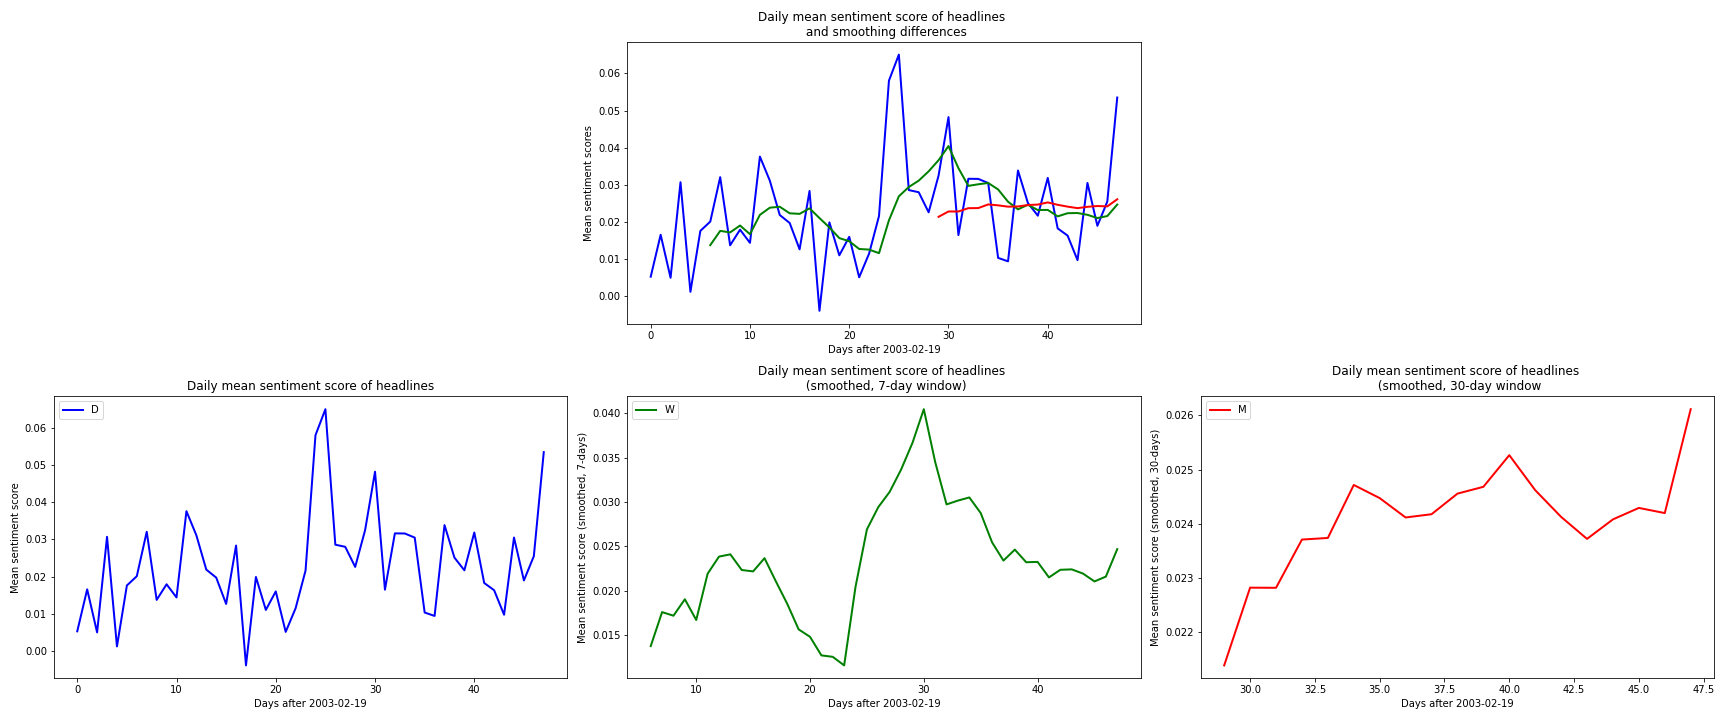 Daily mean sentiment score of headlines
and smoothing differences
Mean sentiment scores
0.06
0.05
0.04
0.03
0.02
0.01
0.00
0 10 20 30 40
Days after 2003-02-19
Daily mean sentiment score of headlines
D
Mean sentiment score
0.06
0.05
0.04
0.03
0.02
0.01
0.00
0 10 20 30 40
Days after 2003-02-19
Daily mean sentiment score of headlines
(smoothed, 7-day window)
W
Mean sentiment score (smoothed, 7-days)
0.040
0.035
0.030
0.025
0.020
0.015
10 20 30 40
Days after 2003-02-19
Daily mean sentiment score of headlines
(smoothed, 30-day window
M
Mean sentiment score (smoothed, 30-days)
0.026
0.025
0.024
0.023
0.022
30.0 32.5 35.0 37.5 40.0 42.5 45.0 47.5
Days after 2003-02-19